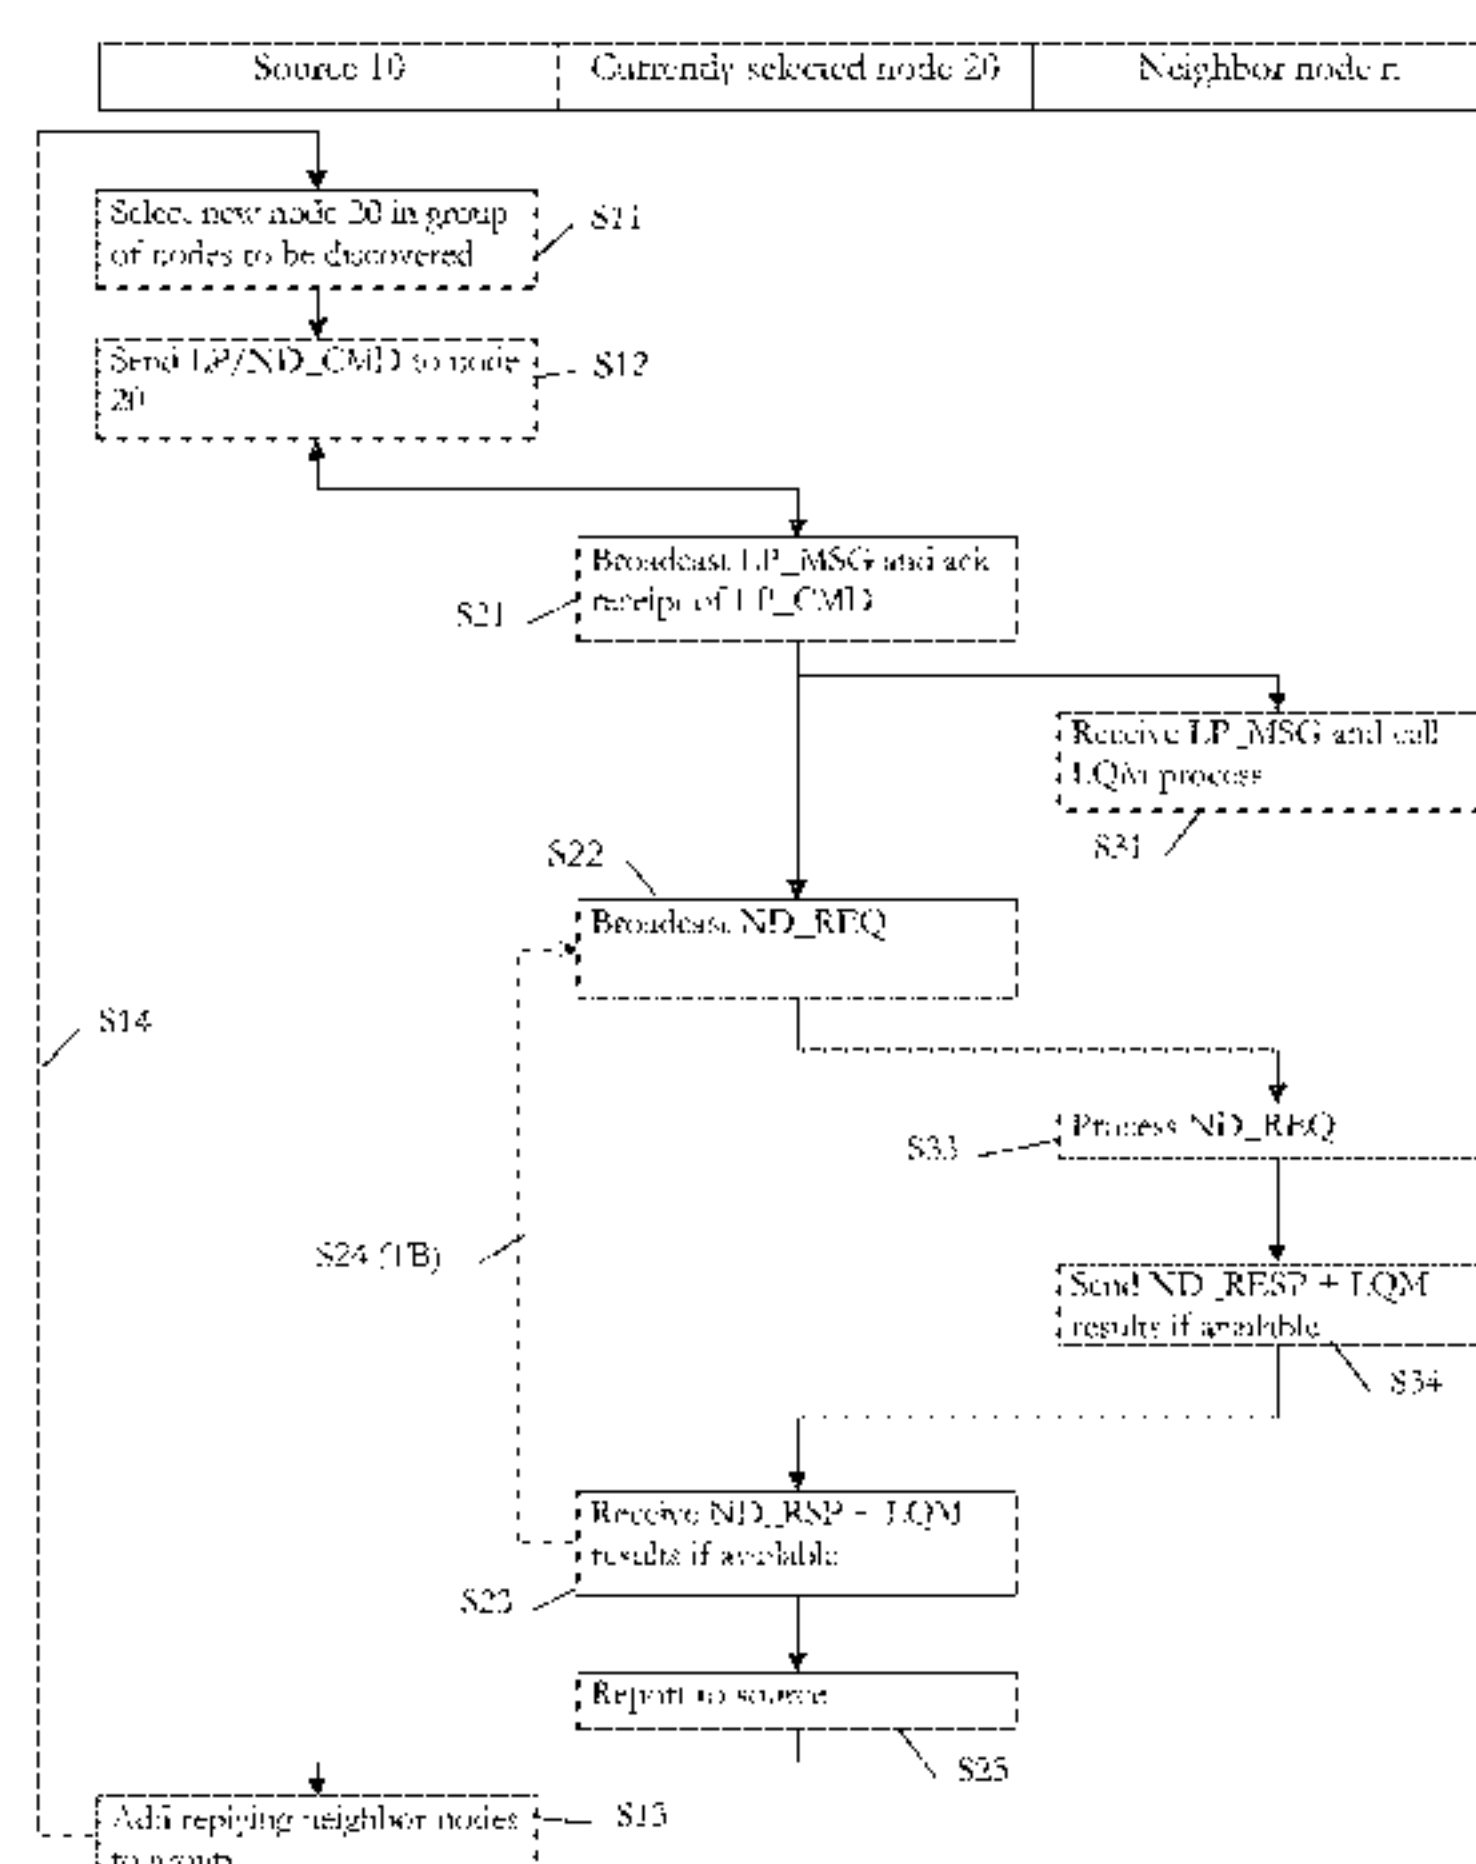 Source 10
Currently selected node 20
Neighbor node n
Select new node 20 in group
of nodes to be discovered
S11
Send LP/ND_CMD to node
20
S12
Broadcast LP_MSG and ack
receipt of LP_CMD
S21
Receive LP_MSG and call
LQM process
S31
S22
Broadcast ND_REQ
S14
Process ND_REQ
S33
S24 (FB)
Send ND_RESP + LQM
results if available
S34
Receive ND_RSP + LQM
results if available
S23
Report to source
S25
Add replying neighbor nodes
to group
S13